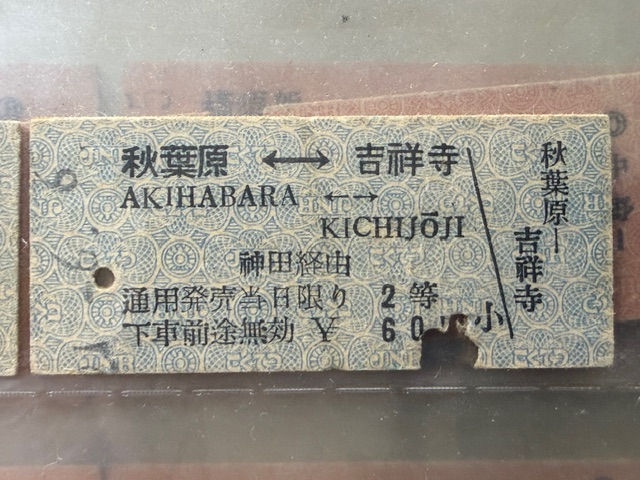 秋葉原 ⟷ 吉祥寺
AKIHABARA ⟷
KICHIJŌJI
神田経由
通用発売当日限り 2等
下車前途無効 ¥ 60
小
秋葉原─
吉祥寺